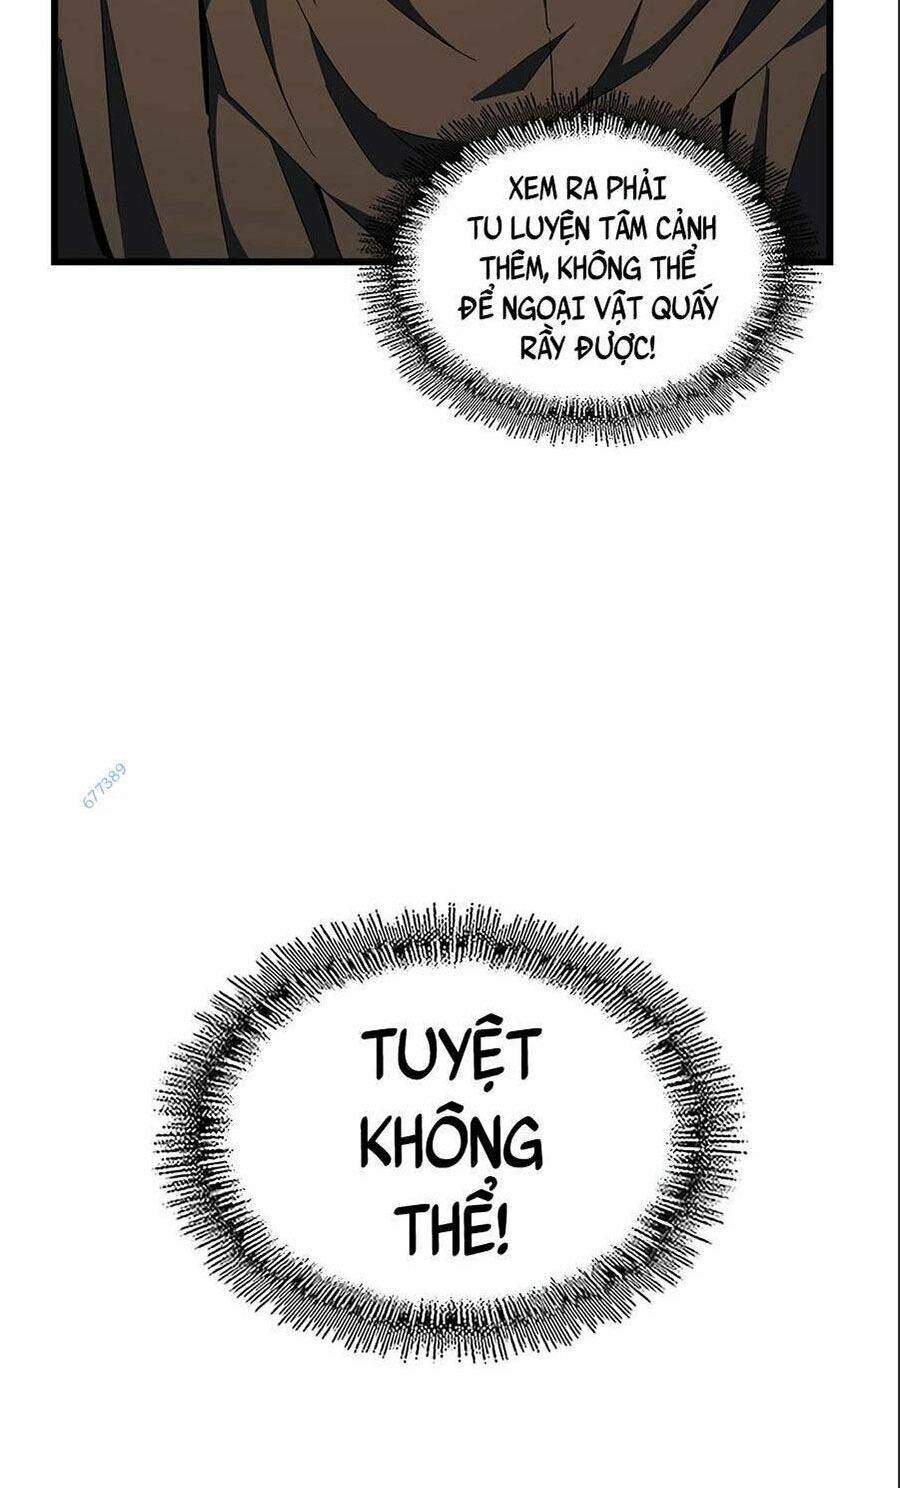 XEM RA PHẢI
TU LUYỆN TÂM CẢNH
THÊM, KHÔNG THỂ
ĐỂ NGOẠI VẬT QUẤY
RẦY ĐƯỢC!
677389
TUYỆT
KHÔNG
THỂ!